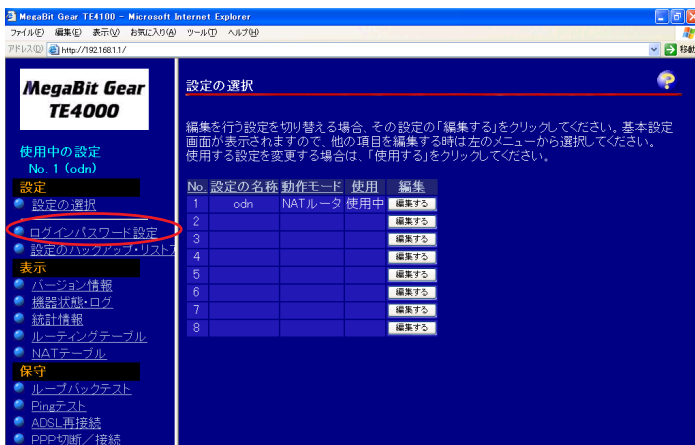 MegaBit Gear TE4100 - Microsoft Internet Explorer
ファイル(F) 編集(E) 表示(V) お気に入り(A) ツール(T) ヘルプ(H)
アドレス(D) http://192.168.1.1/ 移動
MegaBit Gear
TE4000
使用中の設定
No. 1 (odn)
設定
設定の選択
ログインパスワード設定
設定のバックアップ・リストア
表示
バージョン情報
機器状態・ログ
統計情報
ルーティングテーブル
NATテーブル
保守
ループバックテスト
Pingテスト
ADSL再接続
PPP切断／接続
設定の選択
編集を行う設定を切り替える場合、その設定の「編集する」をクリックしてください。基本設定
画面が表示されますので、他の項目を編集する時は左のメニューから選択してください。
使用する設定を変更する場合は、「使用する」をクリックしてください。
No. 設定の名称 動作モード 使用 編集
1 odn NATルータ 使用中 編集する
2 編集する
3 編集する
4 編集する
5 編集する
6 編集する
7 編集する
8 編集する